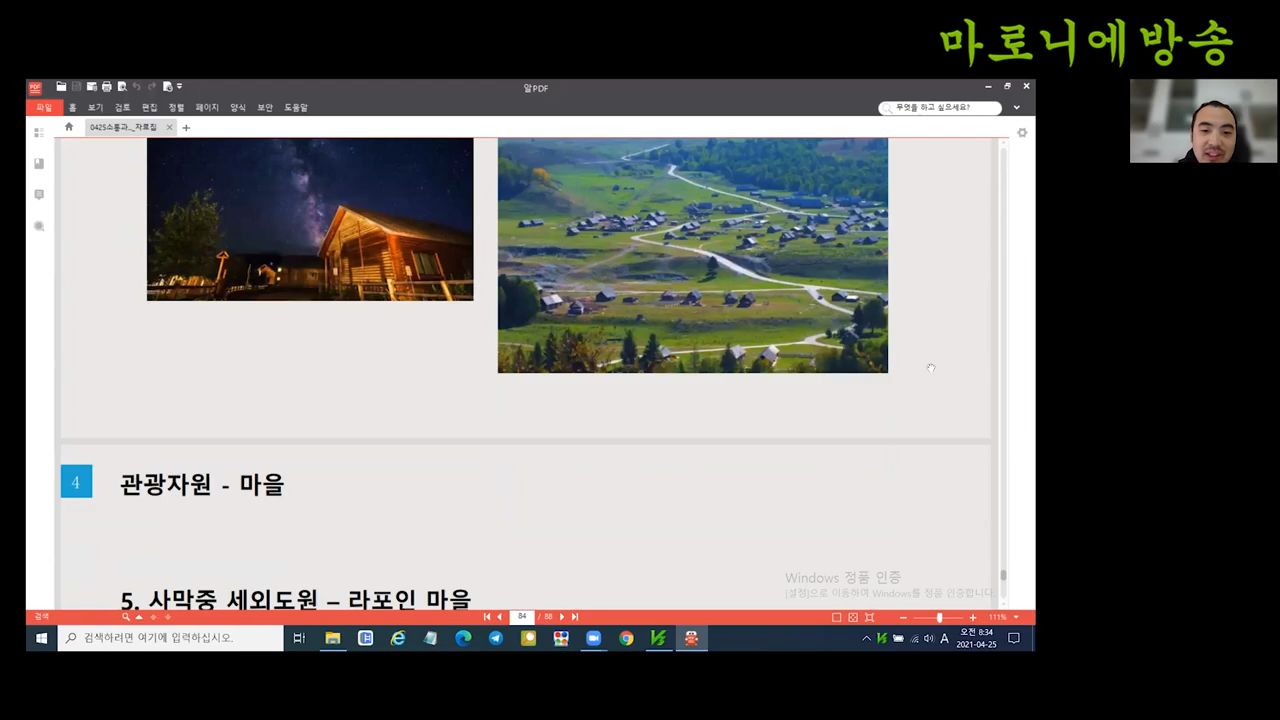 마로니에방송
알PDF
파일 홈 보기 검토 편집 정렬 페이지 양식 보안 도움말
무엇을 하고 싶으세요?
0425소통과..._자료집
4
관광자원 - 마을
5. 사막중 세외도원 – 라포인 마을
Windows 정품 인증
[설정]으로 이동하여 Windows를 정품 인증합니다.
검색
84 / 88
111%
검색하려면 여기에 입력하십시오.
A
오전 8:34
2021-04-25